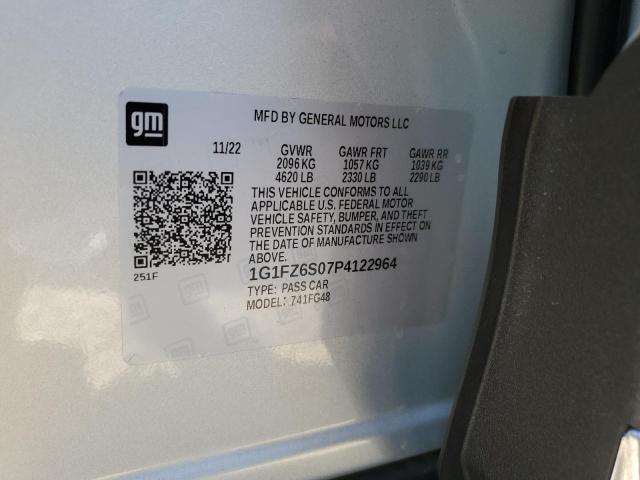 gm
MFD BY GENERAL MOTORS LLC
11/22 GVWR GAWR FRT GAWR RR
2096 KG 1057 KG 1039 KG
4620 LB 2330 LB 2290 LB
THIS VEHICLE CONFORMS TO ALL
APPLICABLE U.S. FEDERAL MOTOR
VEHICLE SAFETY, BUMPER, AND THEFT
PREVENTION STANDARDS IN EFFECT ON
THE DATE OF MANUFACTURE SHOWN
ABOVE.
251F
1G1FZ6S07P4122964
TYPE: PASS CAR
MODEL: 741FG48